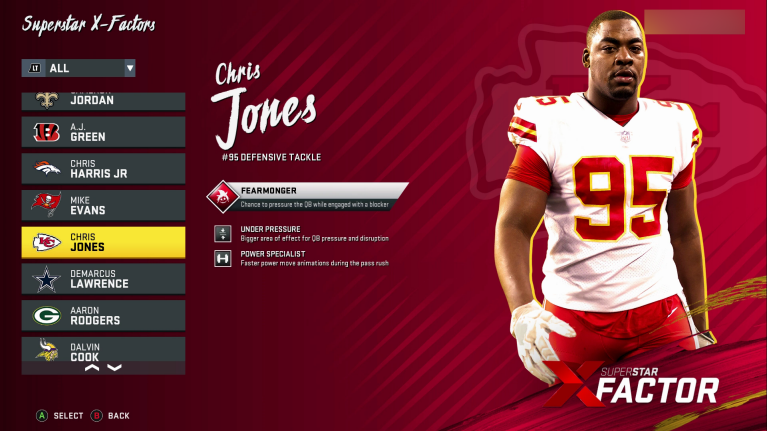 Superstar X-Factors
LT ALL
JORDAN
A.J.
GREEN
CHRIS
HARRIS JR
MIKE
EVANS
CHRIS
JONES
DEMARCUS
LAWRENCE
AARON
RODGERS
DALVIN
COOK
A SELECT B BACK
Chris
Jones
#95 DEFENSIVE TACKLE
FEARMONGER
Chance to pressure the QB while engaged with a blocker
UNDER PRESSURE
Bigger area of effect for QB pressure and disruption
POWER SPECIALIST
Faster power move animations during the pass rush
95
95
SUPERSTAR
X FACTOR